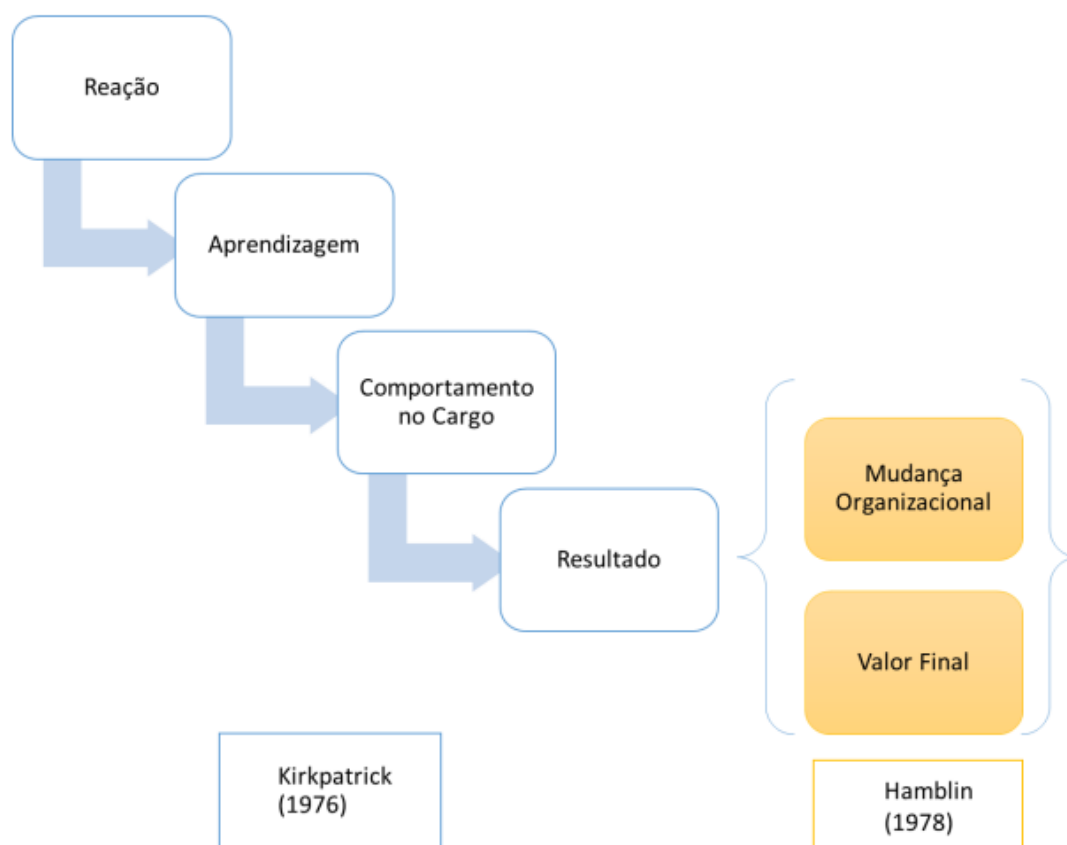 Reação
Aprendizagem
Comportamento
no Cargo
Resultado
Mudança
Organizacional
Valor Final
Kirkpatrick
(1976)
Hamblin
(1978)